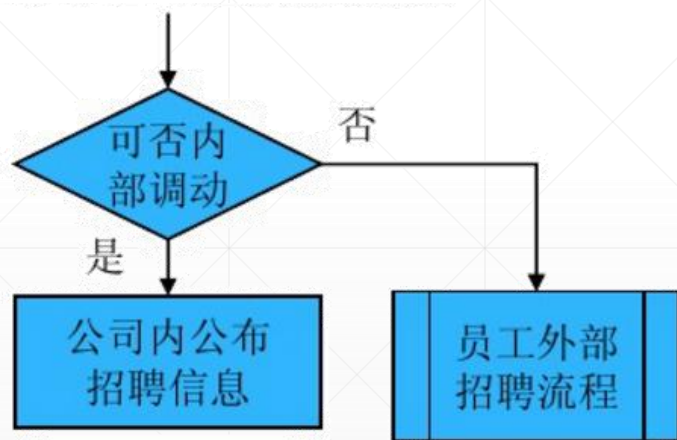 可否内
部调动
否
是
公司内公布
招聘信息
员工外部
招聘流程